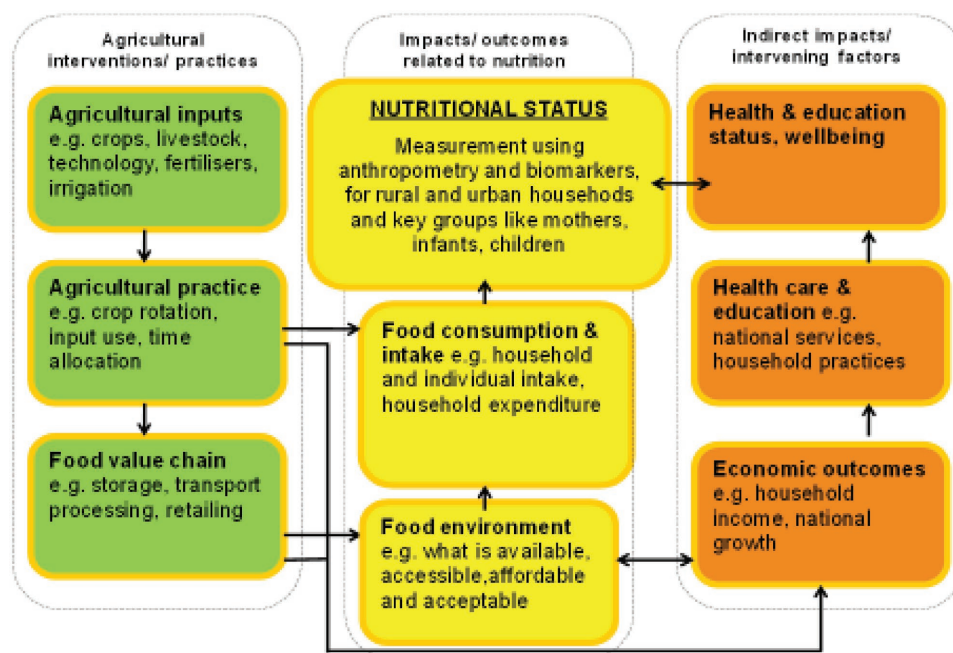 Agricultural
interventions/ practices
Agricultural inputs
e.g. crops, livestock,
technology, fertilisers,
irrigation
Agricultural practice
e.g. crop rotation,
input use, time
allocation
Food value chain
e.g. storage, transport
processing, retailing
Impacts/ outcomes
related to nutrition
NUTRITIONAL STATUS
Measurement using
anthropometry and biomarkers,
for rural and urban househods
and key groups like mothers,
infants, children
Food consumption &
intake e.g. household
and individual intake,
household expenditure
Food environment
e.g. what is available,
accessible,affordable
and acceptable
Indirect impacts/
intervening factors
Health & education
status, wellbeing
Health care &
education e.g.
national services,
household practices
Economic outcomes
e.g. household
income, national
growth